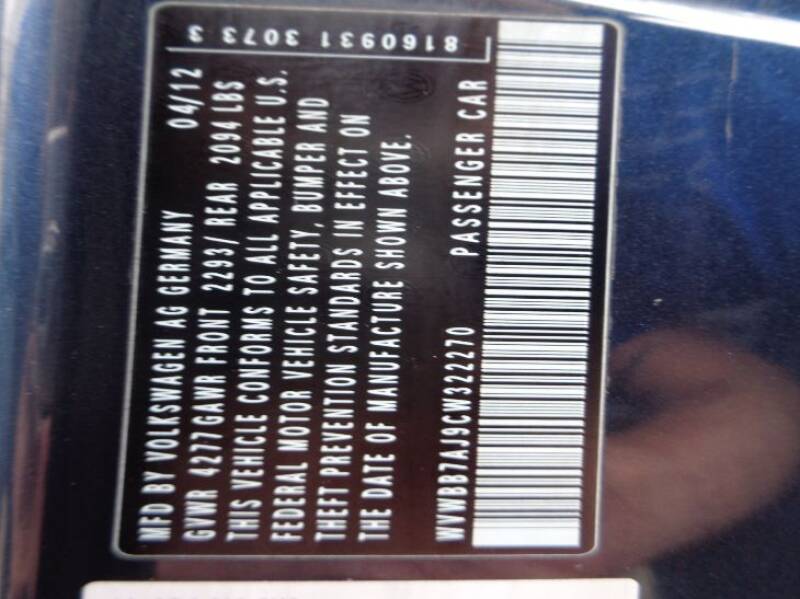 MFD BY VOLKSWAGEN AG GERMANY 04/12
GVWR 4277GAWR FRONT 2293/ REAR 2094 LBS
THIS VEHICLE CONFORMS TO ALL APPLICABLE U.S.
FEDERAL MOTOR VEHICLE SAFETY, BUMPER AND
THEFT PREVENTION STANDARDS IN EFFECT ON
THE DATE OF MANUFACTURE SHOWN ABOVE.
WVWBB7AJ9CW322270 PASSENGER CAR
8160931 3073 3